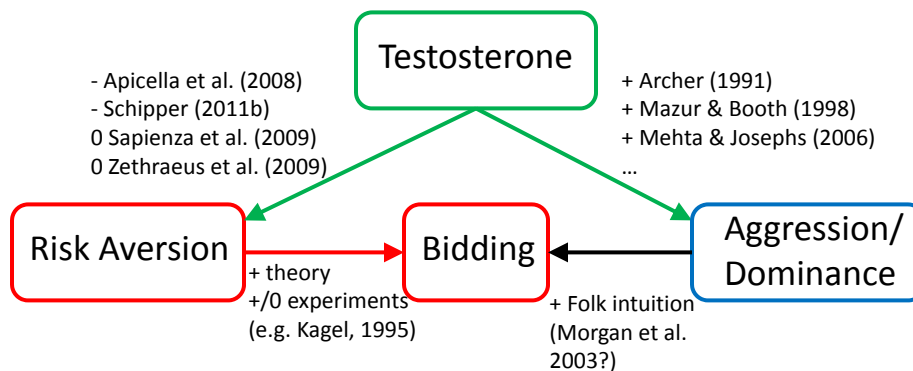 Testosterone
- Apicella et al. (2008)
- Schipper (2011b)
0 Sapienza et al. (2009)
0 Zethraeus et al. (2009)
+ Archer (1991)
+ Mazur & Booth (1998)
+ Mehta & Josephs (2006)
...
Risk Aversion
Bidding
Aggression/
Dominance
+ theory
+/0 experiments
(e.g. Kagel, 1995)
+ Folk intuition
(Morgan et al.
2003?)